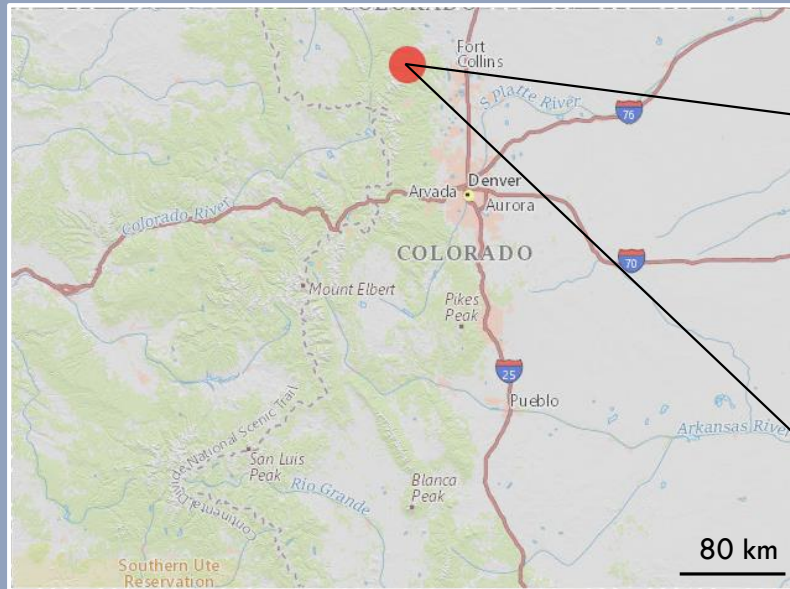 COLORADO
Fort
Collins
S Platte River
76
Denver
Arvada
Aurora
Colorado River
COLORADO
70
Mount Elbert
Pikes
Peak
25
Pueblo
Continental Divide National Scenic Trail
Arkansas River
San Luis
Peak
Rio Grande
Blanca
Peak
80 km
Southern Ute
Reservation